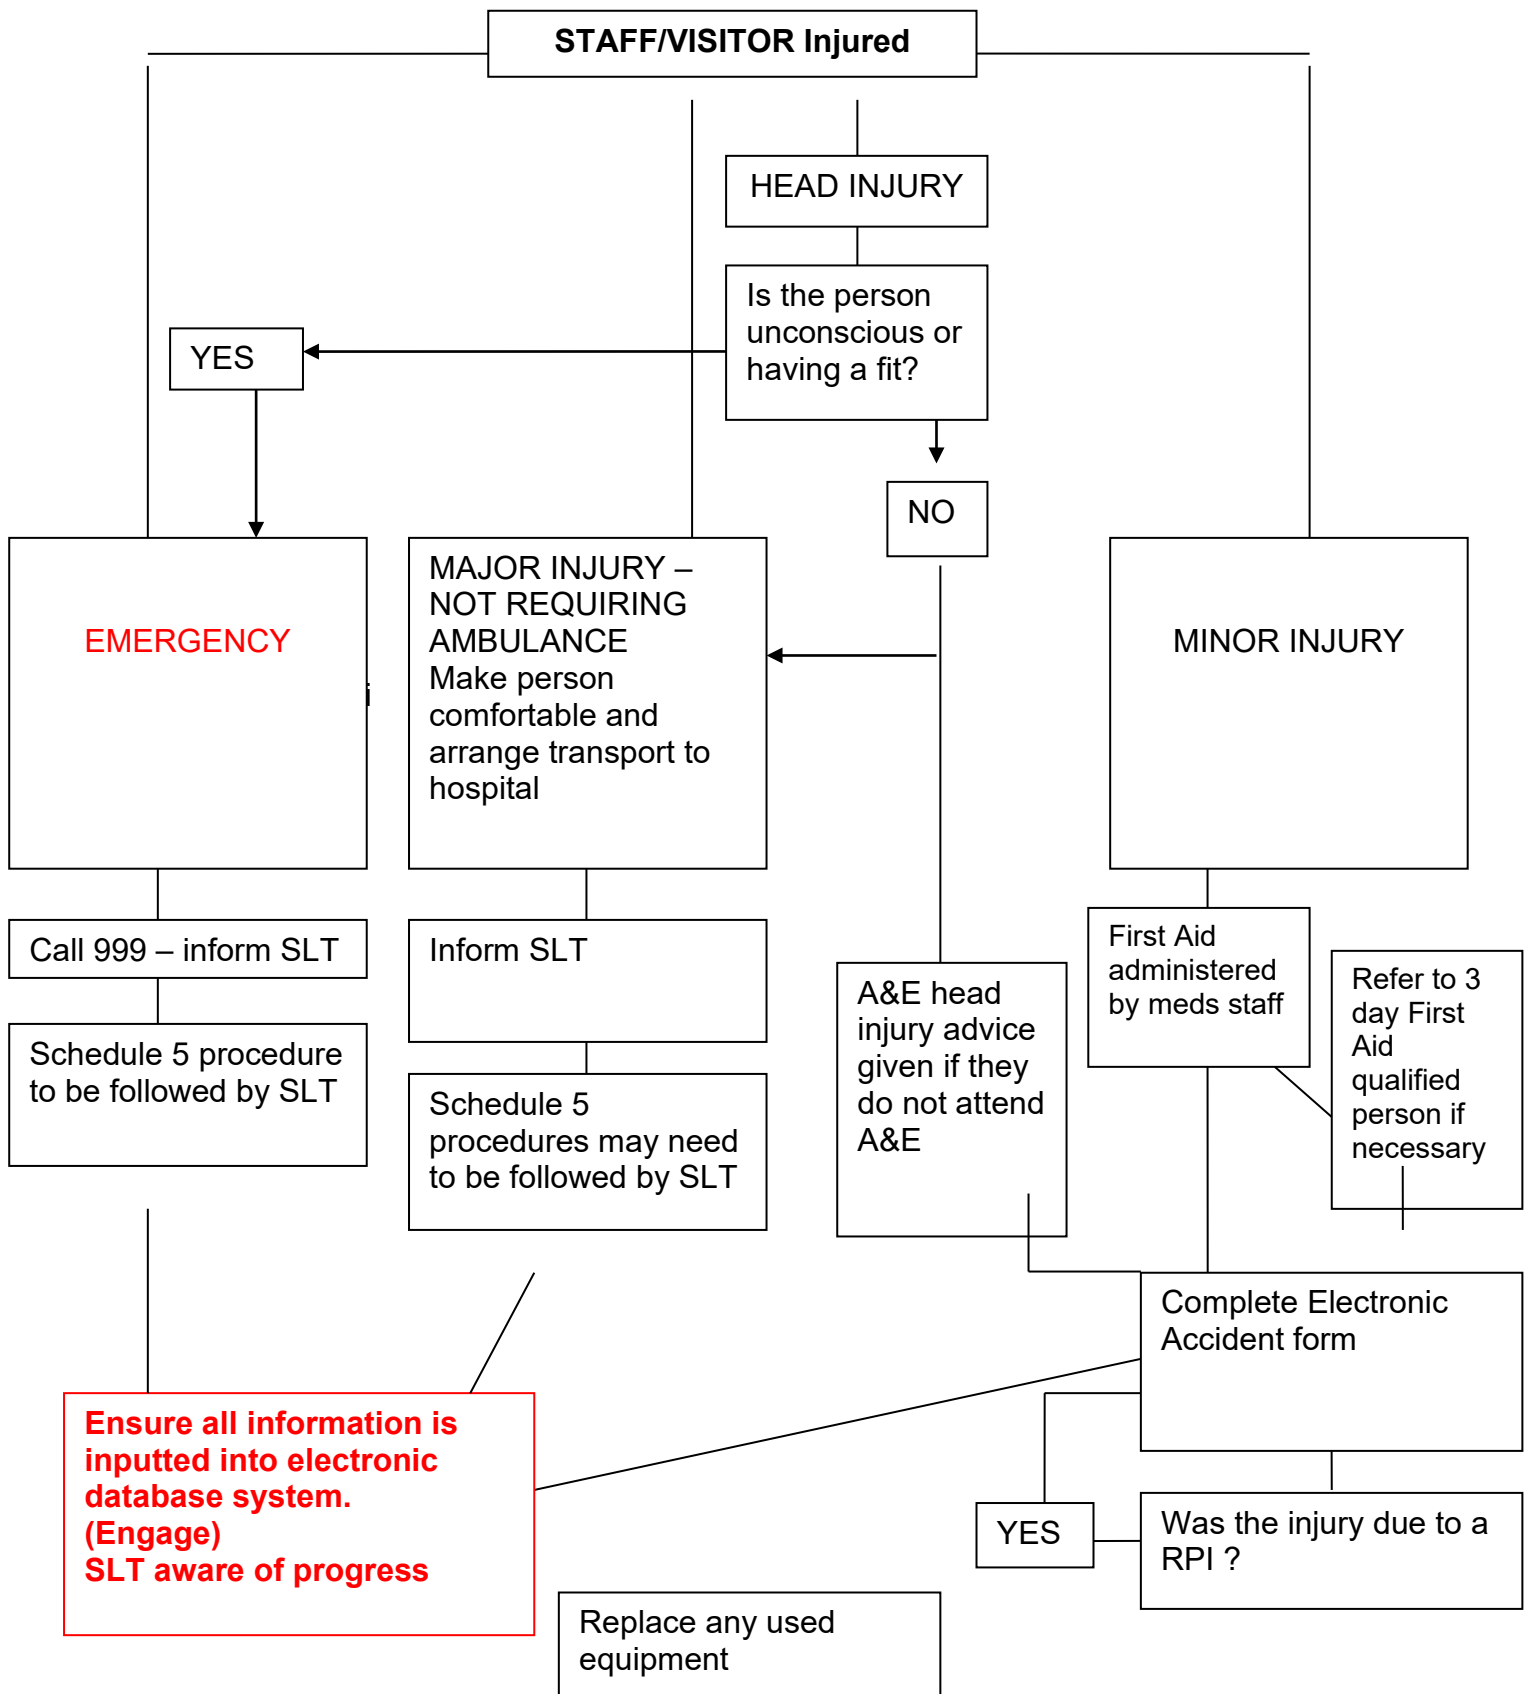 STAFF/VISITOR Injured
HEAD INJURY
Is the person
unconscious or
having a fit?
YES
NO
EMERGENCY
i
MAJOR INJURY –
NOT REQUIRING
AMBULANCE
Make person
comfortable and
arrange transport to
hospital
MINOR INJURY
Call 999 – inform SLT
Inform SLT
First Aid
administered
by meds staff
Refer to 3
day First
Aid
qualified
person if
necessary
A&E head
injury advice
given if they
do not attend
A&E
Schedule 5 procedure
to be followed by SLT
Schedule 5
procedures may need
to be followed by SLT
Complete Electronic
Accident form
Ensure all information is
inputted into electronic
database system.
(Engage)
SLT aware of progress
YES
Was the injury due to a
RPI ?
Replace any used
equipment